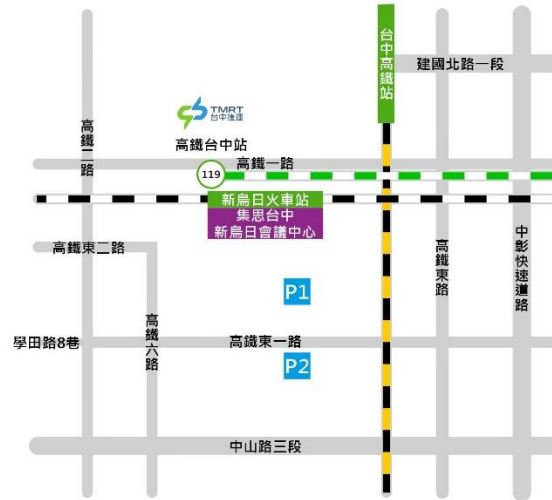 台中高鐵站
建國北路一段
TMRT
台中捷運
高鐵二路
高鐵台中站
119
高鐵一路
新烏日火車站
集思台中
新烏日會議中心
高鐵東二路
高鐵東路
中彰快速道路
P1
高鐵六路
學田路8巷
高鐵東一路
P2
中山路三段